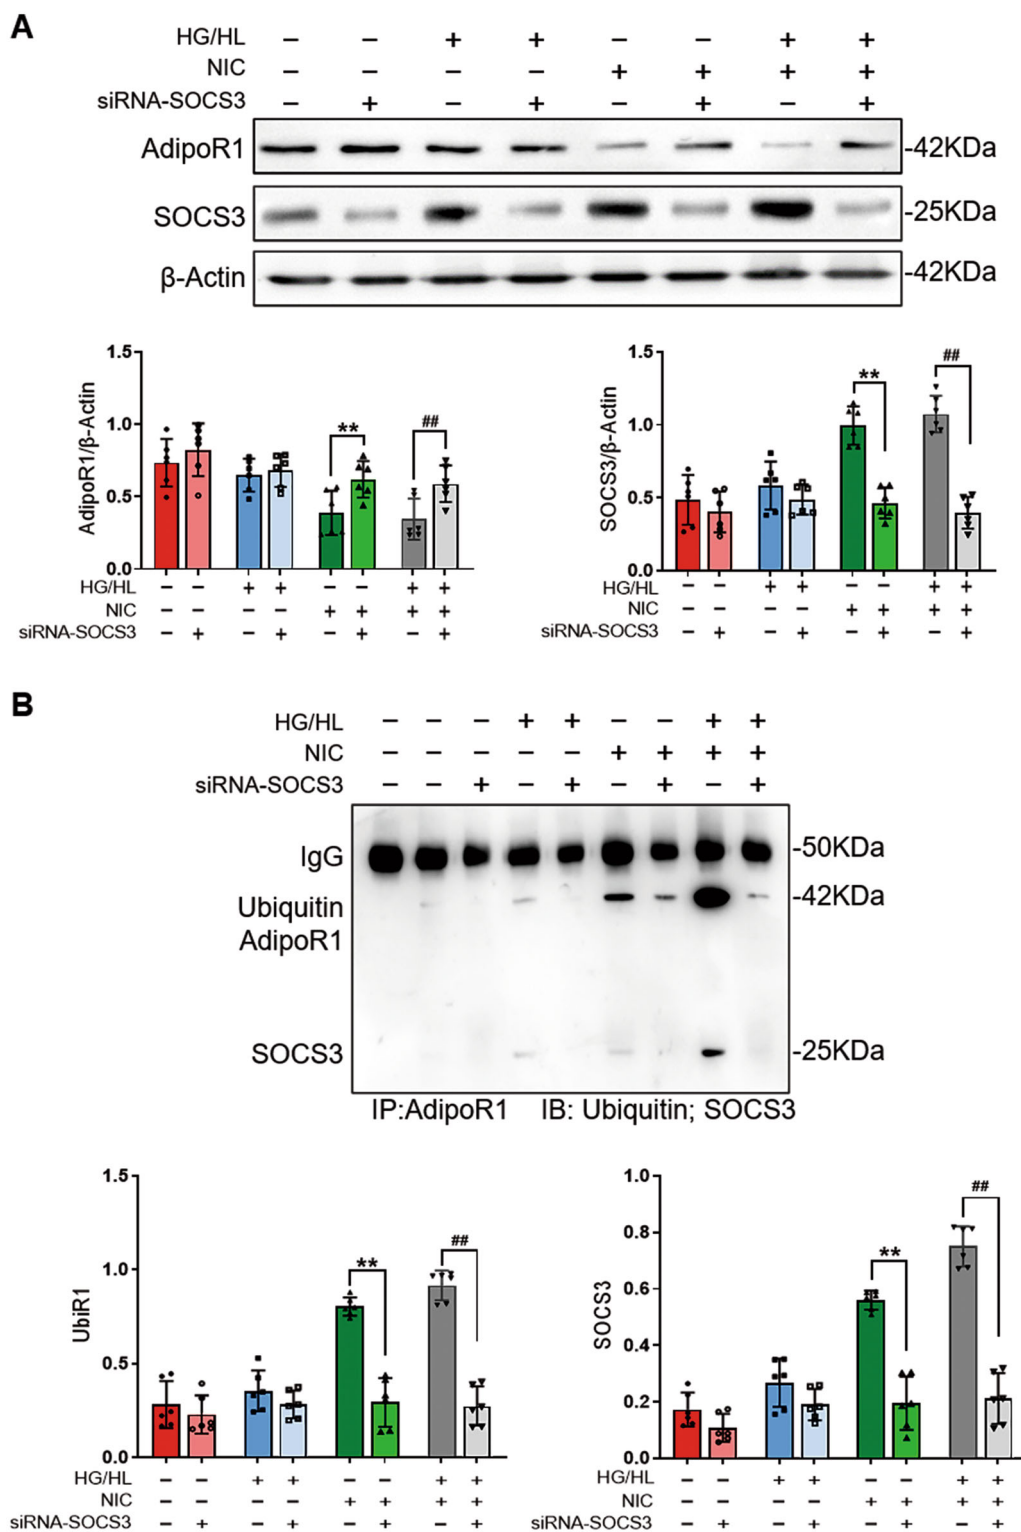 A
HG/HL – – + + – – + +
NIC – – – – + + + +
siRNA-SOCS3 – + – + – + – +
AdipoR1 -42KDa
SOCS3 -25KDa
β-Actin -42KDa
AdipoR1/β-Actin
1.5
1.0
0.5
0.0
**
##
HG/HL – – + + – – + +
NIC – – – – + + + +
siRNA-SOCS3 – + – + – + – +
SOCS3/β-Actin
1.5
1.0
0.5
0.0
**
##
HG/HL – – + + – – + +
NIC – – – – + + + +
siRNA-SOCS3 – + – + – + – +
B
HG/HL – – – + + – – + +
NIC – – – – – + + + +
siRNA-SOCS3 – – + – + – + – +
IgG -50KDa
Ubiquitin -42KDa
AdipoR1
SOCS3 -25KDa
IP:AdipoR1 IB: Ubiquitin; SOCS3
UbiR1
1.5
1.0
0.5
0.0
**
##
HG/HL – – + + – – + +
NIC – – – – + + + +
siRNA-SOCS3 – + – + – + – +
SOCS3
1.0
0.8
0.6
0.4
0.2
0.0
**
##
HG/HL – – + + – – + +
NIC – – – – + + + +
siRNA-SOCS3 – + – + – + – +